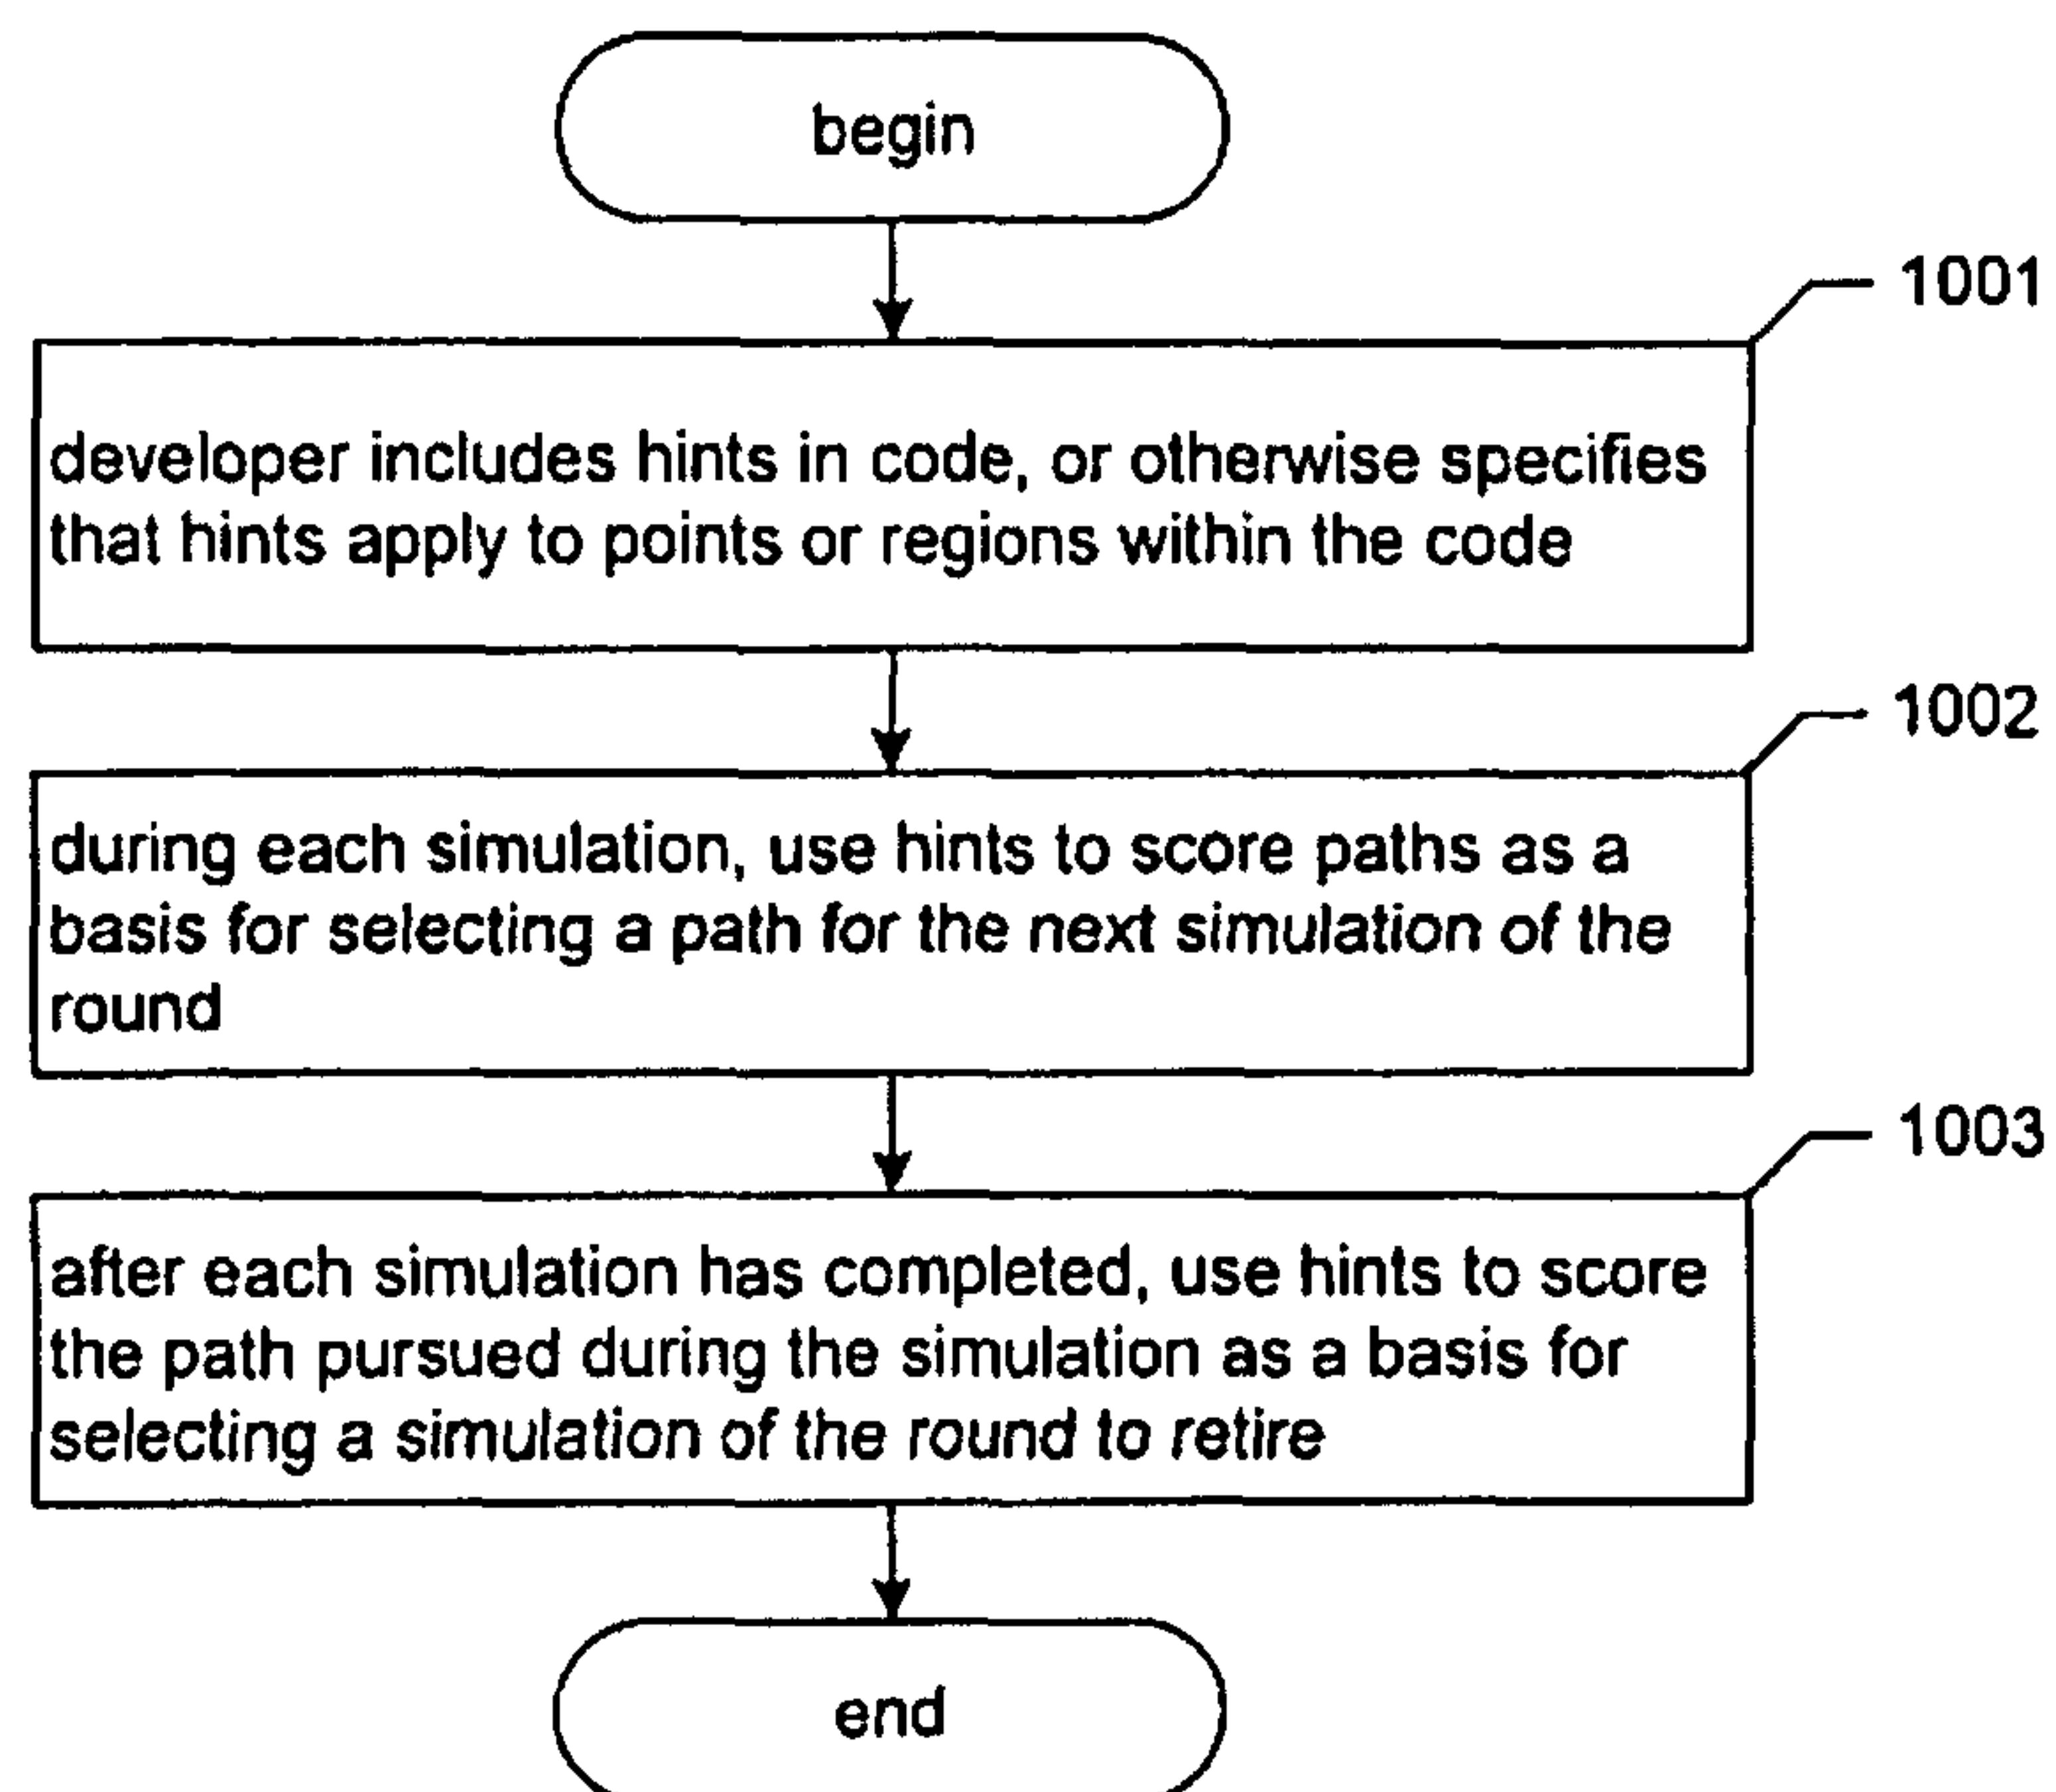 begin
1001
developer includes hints in code, or otherwise specifies
that hints apply to points or regions within the code
1002
during each simulation, use hints to score paths as a
basis for selecting a path for the next simulation of the
round
1003
after each simulation has completed, use hints to score
the path pursued during the simulation as a basis for
selecting a simulation of the round to retire
end